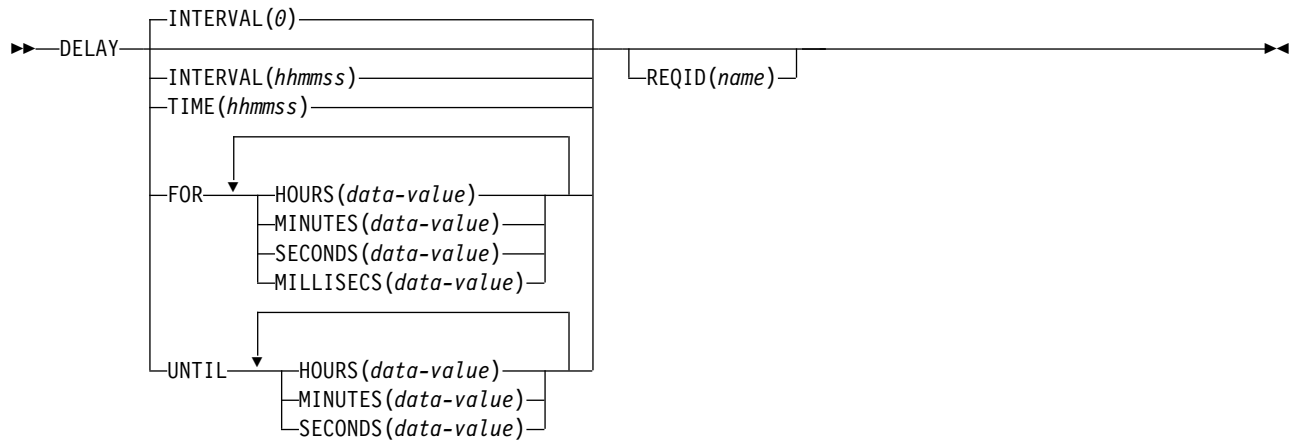 INTERVAL(0)
DELAY
INTERVAL(hhmmss)
REQID(name)
TIME(hhmmss)
FOR HOURS(data-value)
MINUTES(data-value)
SECONDS(data-value)
MILLISECS(data-value)
UNTIL HOURS(data-value)
MINUTES(data-value)
SECONDS(data-value)